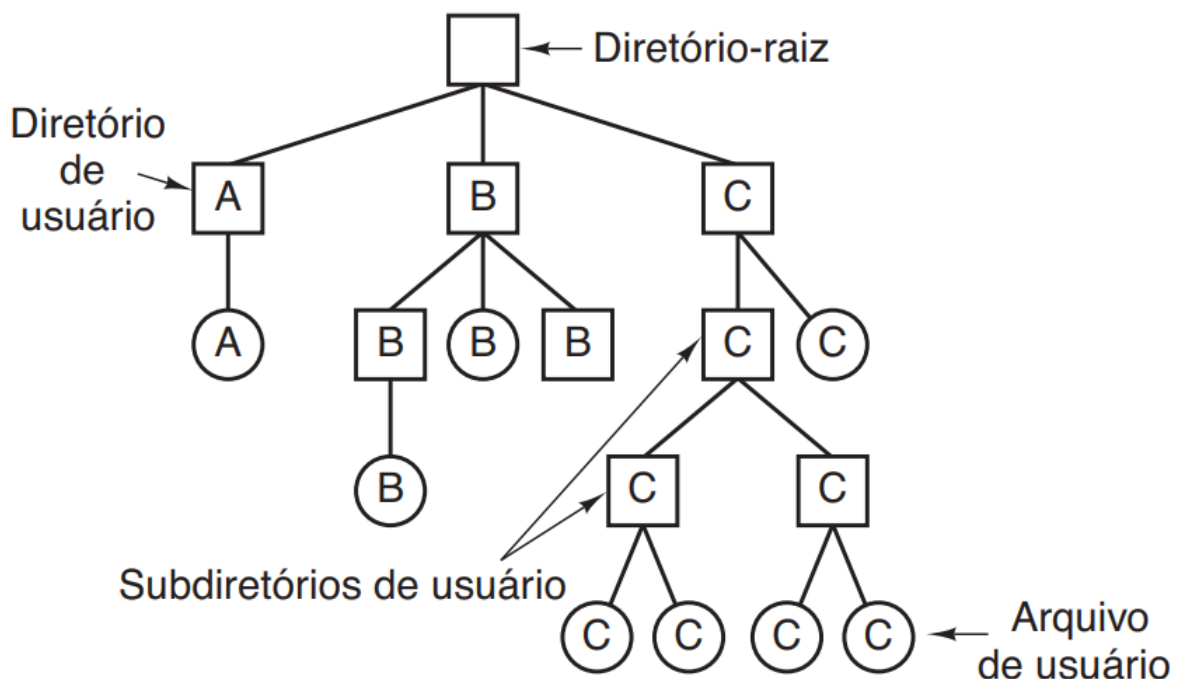 Diretório-raiz
Diretório
de
usuário
A
B
C
A
B
B
B
C
C
B
C
C
Subdiretórios de usuário
C
C
C
C
Arquivo
de usuário